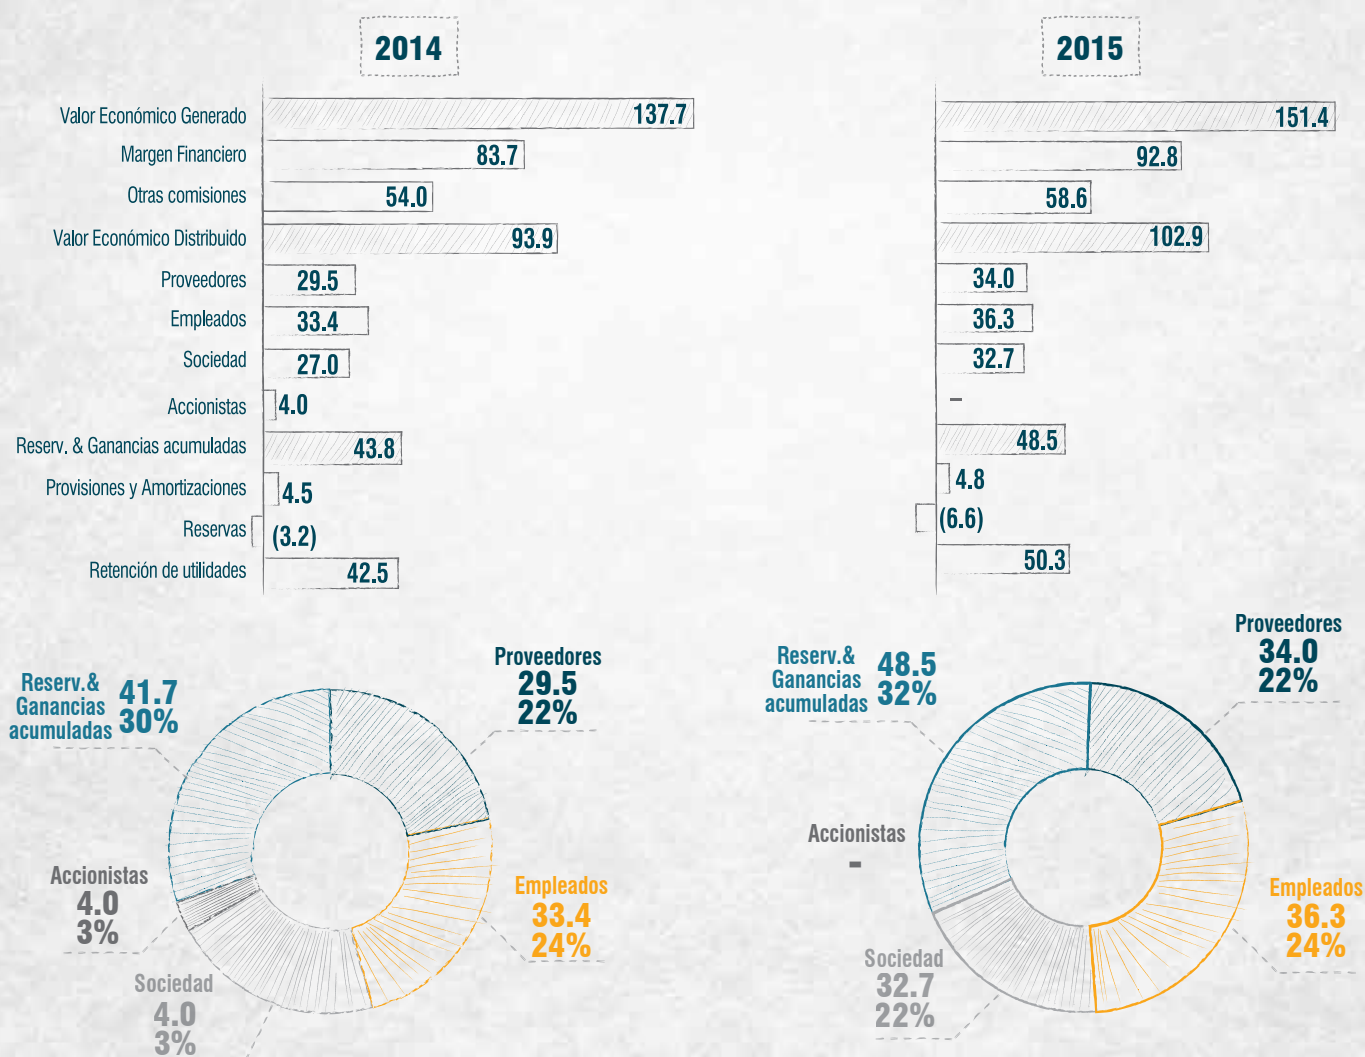 2014
2015
Valor Económico Generado 137.7 151.4
Margen Financiero 83.7 92.8
Otras comisiones 54.0 58.6
Valor Económico Distribuido 93.9 102.9
Proveedores 29.5 34.0
Empleados 33.4 36.3
Sociedad 27.0 32.7
Accionistas 4.0 –
Reserv. & Ganancias acumuladas 43.8 48.5
Provisiones y Amortizaciones 4.5 4.8
Reservas (3.2) (6.6)
Retención de utilidades 42.5 50.3
Reserv.&
Ganancias
acumuladas
41.7
30%
Proveedores
29.5
22%
Accionistas
4.0
3%
Empleados
33.4
24%
Sociedad
4.0
3%
Reserv.&
Ganancias
acumuladas
48.5
32%
Proveedores
34.0
22%
Accionistas
–
Empleados
36.3
24%
Sociedad
32.7
22%